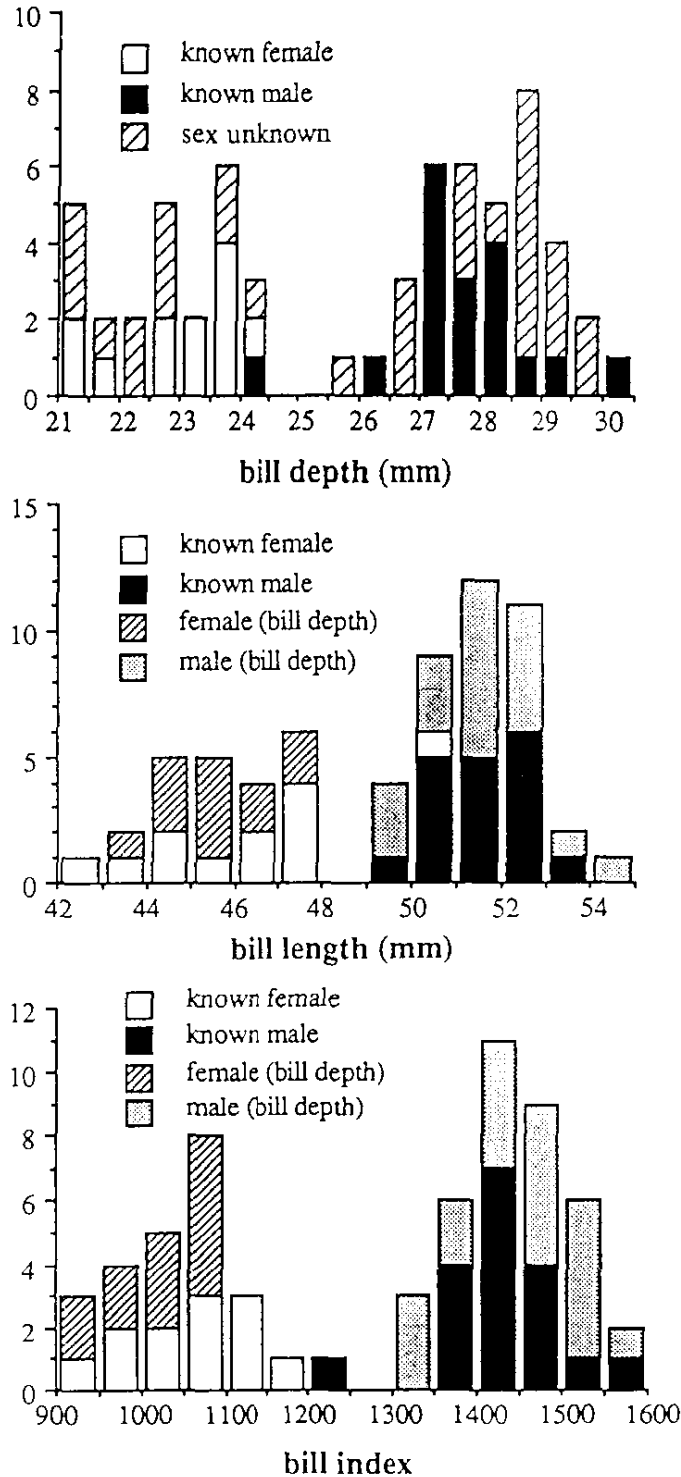 10
8
6
4
2
0
known female
known male
sex unknown
21 22 23 24 25 26 27 28 29 30
bill depth (mm)
15
10
5
0
known female
known male
female (bill depth)
male (bill depth)
42 44 46 48 50 52 54
bill length (mm)
12
10
8
6
4
2
0
known female
known male
female (bill depth)
male (bill depth)
900 1000 1100 1200 1300 1400 1500 1600
bill index